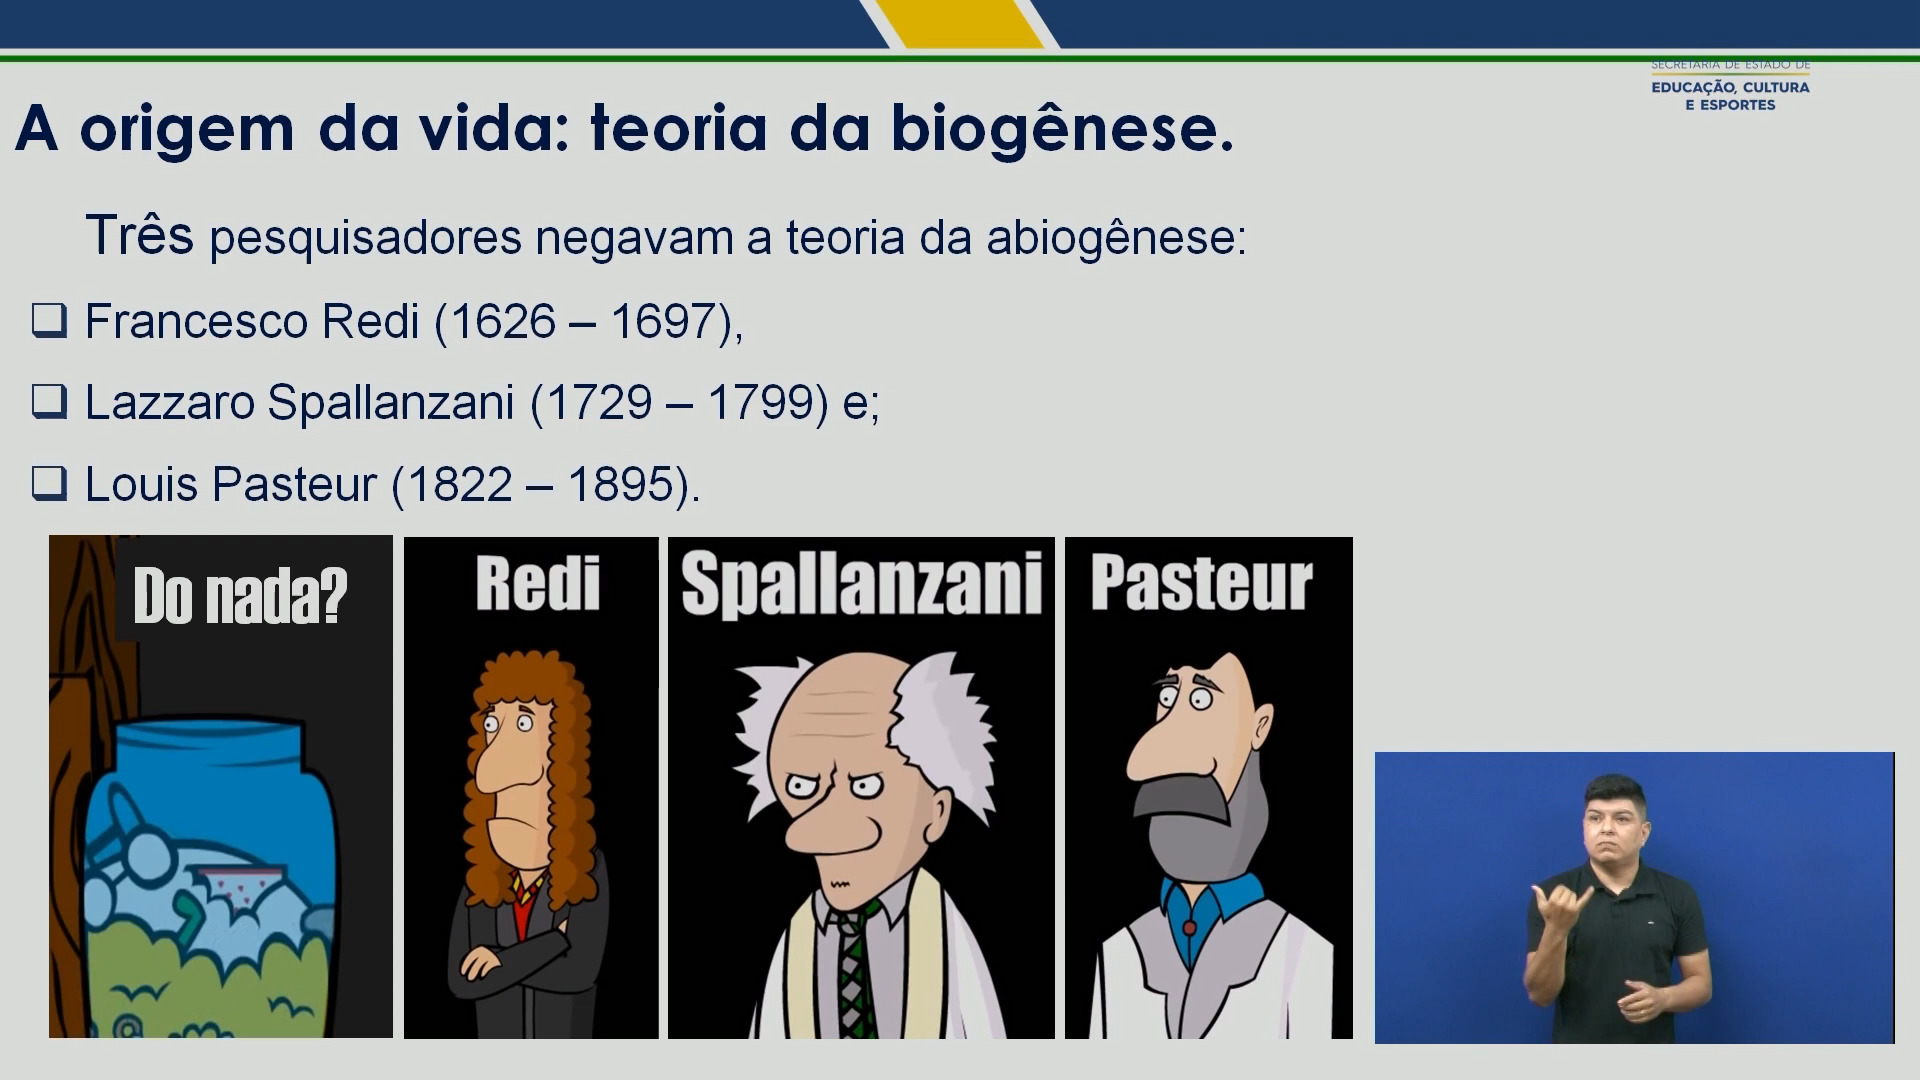 SECRETARIA DE ESTADO DE
EDUCAÇÃO, CULTURA
E ESPORTES
A origem da vida: teoria da biogênese.
Três pesquisadores negavam a teoria da abiogênese:
Francesco Redi (1626 – 1697),
Lazzaro Spallanzani (1729 – 1799) e;
Louis Pasteur (1822 – 1895).
Do nada?
Redi
Spallanzani
Pasteur